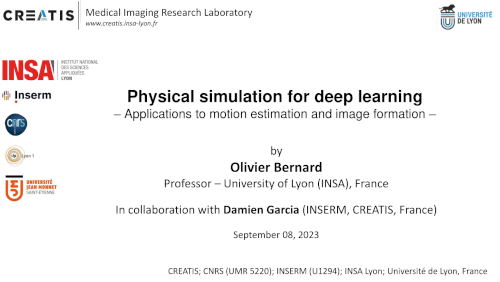 CREATIS
Medical Imaging Research Laboratory
www.creatis.insa-lyon.fr
UNIVERSITÉ
DE LYON
INSA
INSTITUT NATIONAL
DES SCIENCES
APPLIQUÉES
LYON
Inserm
cnrs
Lyon 1
UNIVERSITÉ
JEAN MONNET
SAINT-ÉTIENNE
Physical simulation for deep learning
– Applications to motion estimation and image formation –
by
Olivier Bernard
Professor – University of Lyon (INSA), France
In collaboration with Damien Garcia (INSERM, CREATIS, France)
September 08, 2023
CREATIS; CNRS (UMR 5220); INSERM (U1294); INSA Lyon; Université de Lyon, France